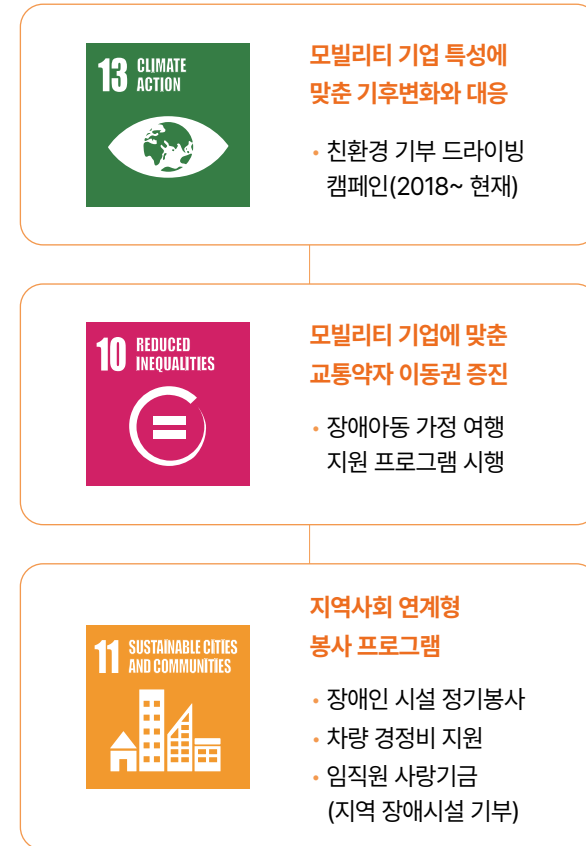 13 CLIMATE
ACTION
모빌리티 기업 특성에
맞춘 기후변화와 대응
• 친환경 기부 드라이빙
캠페인(2018~ 현재)
10 REDUCED
INEQUALITIES
모빌리티 기업에 맞춘
교통약자 이동권 증진
• 장애아동 가정 여행
지원 프로그램 시행
11 SUSTAINABLE CITIES
AND COMMUNITIES
지역사회 연계형
봉사 프로그램
• 장애인 시설 정기봉사
• 차량 경정비 지원
• 임직원 사랑기금
(지역 장애시설 기부)